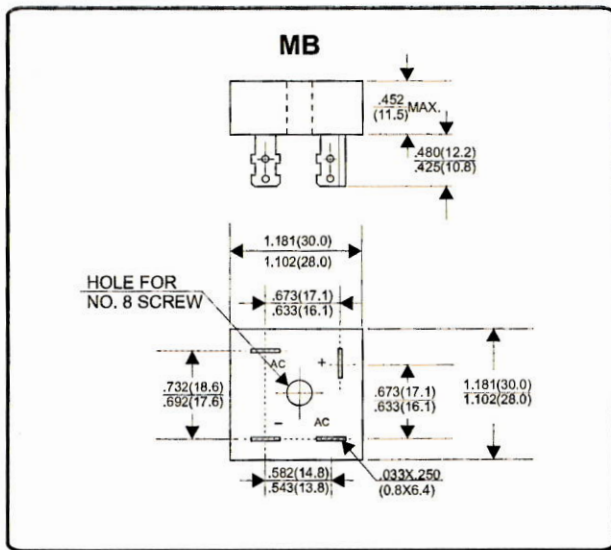 MB
.452
(11.5)
MAX.
.480(12.2)
.425(10.8)
1.181(30.0)
1.102(28.0)
HOLE FOR
NO. 8 SCREW
.673(17.1)
.633(16.1)
AC
+
.732(18.6)
.692(17.6)
.673(17.1)
.633(16.1)
1.181(30.0)
1.102(28.0)
-
AC
.582(14.8)
.543(13.8)
.033X.250
(0.8X6.4)